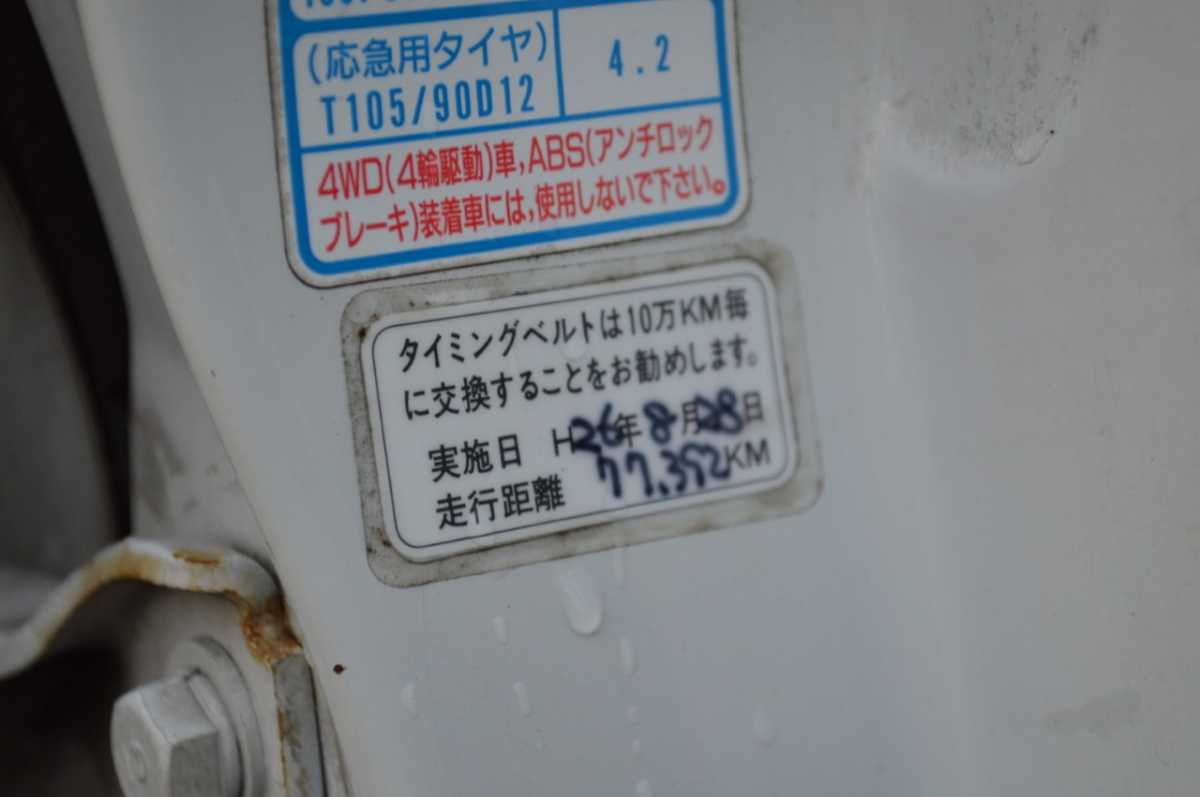 (応急用タイヤ)
T105/90D12
4.2
4WD(4輪駆動)車,ABS(アンチロック
ブレーキ)装着車には,使用しないで下さい。
タイミングベルトは10万KM毎
に交換することをお勧めします。
実施日 H26年8月28日
走行距離 77.352KM